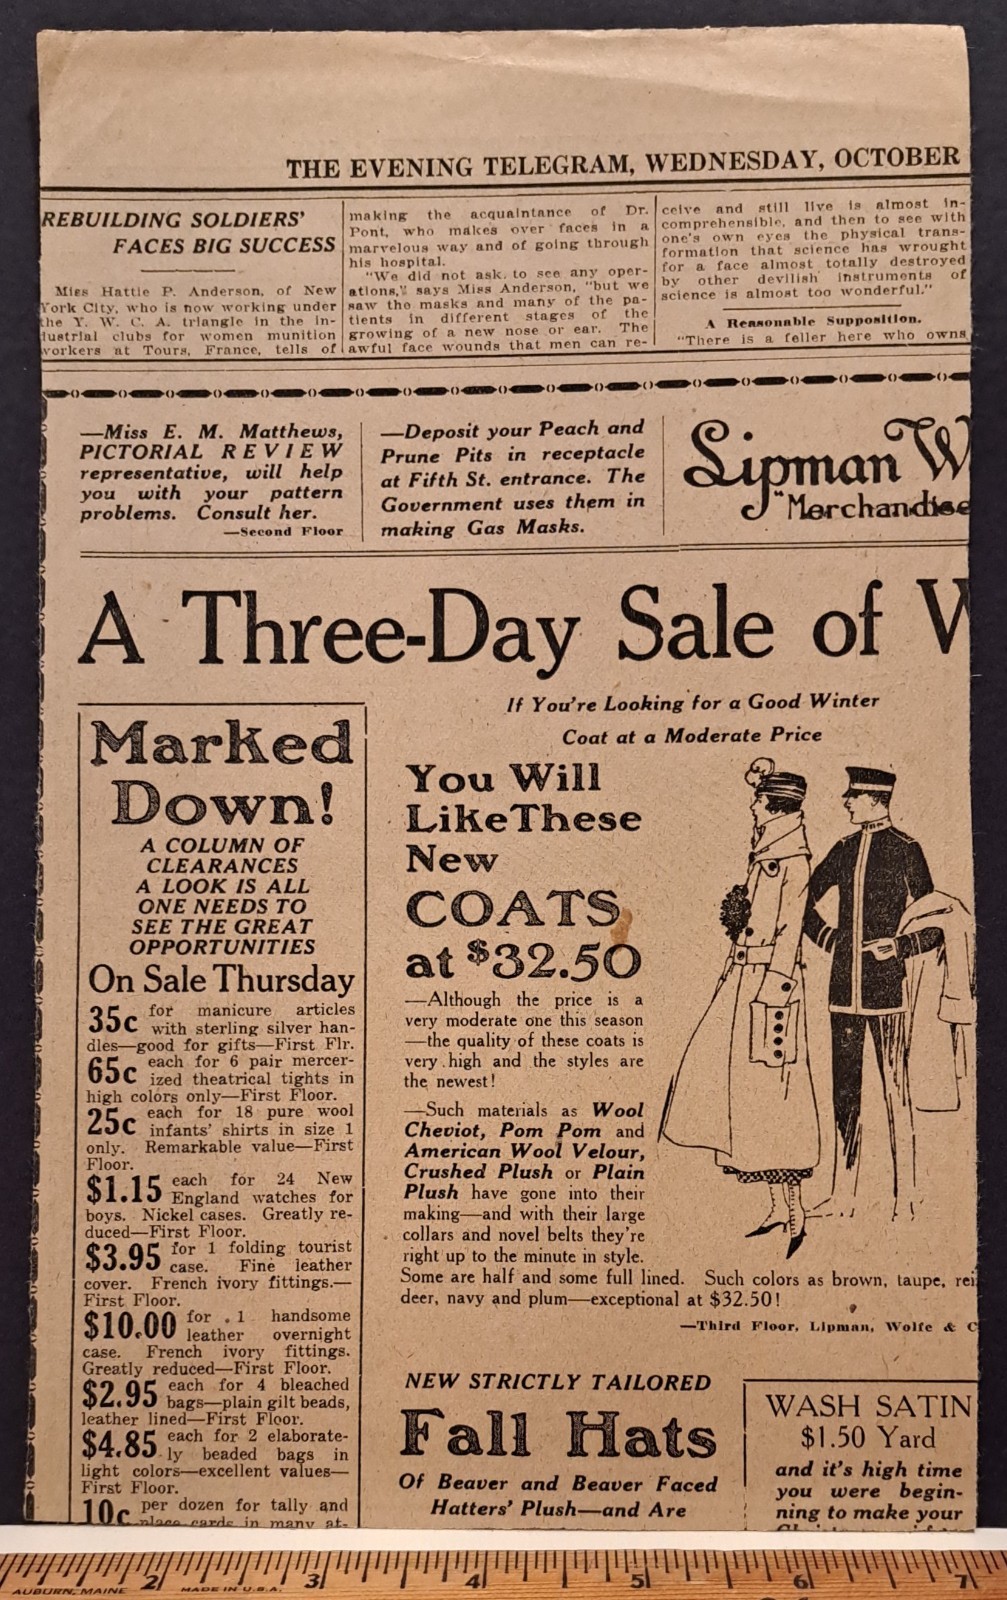 THE EVENING TELEGRAM, WEDNESDAY, OCTOBER
REBUILDING SOLDIERS'
FACES BIG SUCCESS
Miss Hattie P. Anderson, of New
York City, who is now working under
the Y. W. C. A. triangle in the in-
dustrial clubs for women munition
workers at Tours, France, tells of
making the acquaintance of Dr.
Pont, who makes over faces in a
marvelous way and of going through
his hospital.
"We did not ask to see any oper-
ations," says Miss Anderson, "but we
saw the masks and many of the pa-
tients in different stages of the
growing of a new nose or ear. The
awful face wounds that men can re-
ceive and still live is almost in-
comprehensible, and then to see with
one's own eyes the physical trans-
formation that science has wrought
for a face almost totally destroyed
by other devilish instruments of
science is almost too wonderful."
A Reasonable Supposition.
"There is a feller here who owns
—Miss E. M. Matthews,
PICTORIAL REVIEW
representative, will help
you with your pattern
problems. Consult her.
—Second Floor
—Deposit your Peach and
Prune Pits in receptacle
at Fifth St. entrance. The
Government uses them in
making Gas Masks.
Lipman W
"Merchandise
A Three-Day Sale of W
Marked
Down!
A COLUMN OF
CLEARANCES
A LOOK IS ALL
ONE NEEDS TO
SEE THE GREAT
OPPORTUNITIES
On Sale Thursday
35c for manicure articles
with sterling silver han-
dles—good for gifts—First Flr.
65c each for 6 pair mercer-
ized theatrical tights in
high colors only—First Floor.
25c each for 18 pure wool
infants' shirts in size 1
only. Remarkable value—First
Floor.
$1.15 each for 24 New
England watches for
boys. Nickel cases. Greatly re-
duced—First Floor.
$3.95 for 1 folding tourist
case. Fine leather
cover. French ivory fittings.—
First Floor.
$10.00 for 1 handsome
leather overnight
case. French ivory fittings.
Greatly reduced—First Floor.
$2.95 each for 4 bleached
bags—plain gilt beads,
leather lined—First Floor.
$4.85 each for 2 elaborate-
ly beaded bags in
light colors—excellent values—
First Floor.
10c per dozen for tally and
place cards in many at-
If You're Looking for a Good Winter
Coat at a Moderate Price
You Will
Like These
New
COATS
at $32.50
—Although the price is a
very moderate one this season
—the quality of these coats is
very high and the styles are
the newest!
—Such materials as Wool
Cheviot, Pom Pom and
American Wool Velour,
Crushed Plush or Plain
Plush have gone into their
making—and with their large
collars and novel belts they're
right up to the minute in style.
Some are half and some full lined. Such colors as brown, taupe, rei
deer, navy and plum—exceptional at $32.50!
—Third Floor, Lipman, Wolfe & C
NEW STRICTLY TAILORED
Fall Hats
Of Beaver and Beaver Faced
Hatters' Plush—and Are
WASH SATIN
$1.50 Yard
and it's high time
you were begin-
ning to make your
AUBURN, MAINE 2 MADE IN U.S.A. 3 4 5 6 7